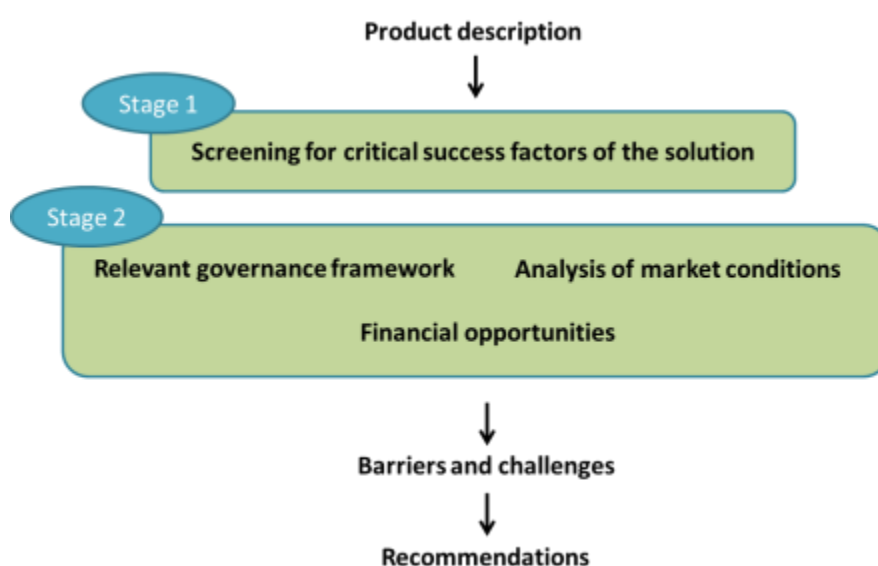 Product description
Stage 1
Screening for critical success factors of the solution
Stage 2
Relevant governance framework
Analysis of market conditions
Financial opportunities
Barriers and challenges
Recommendations